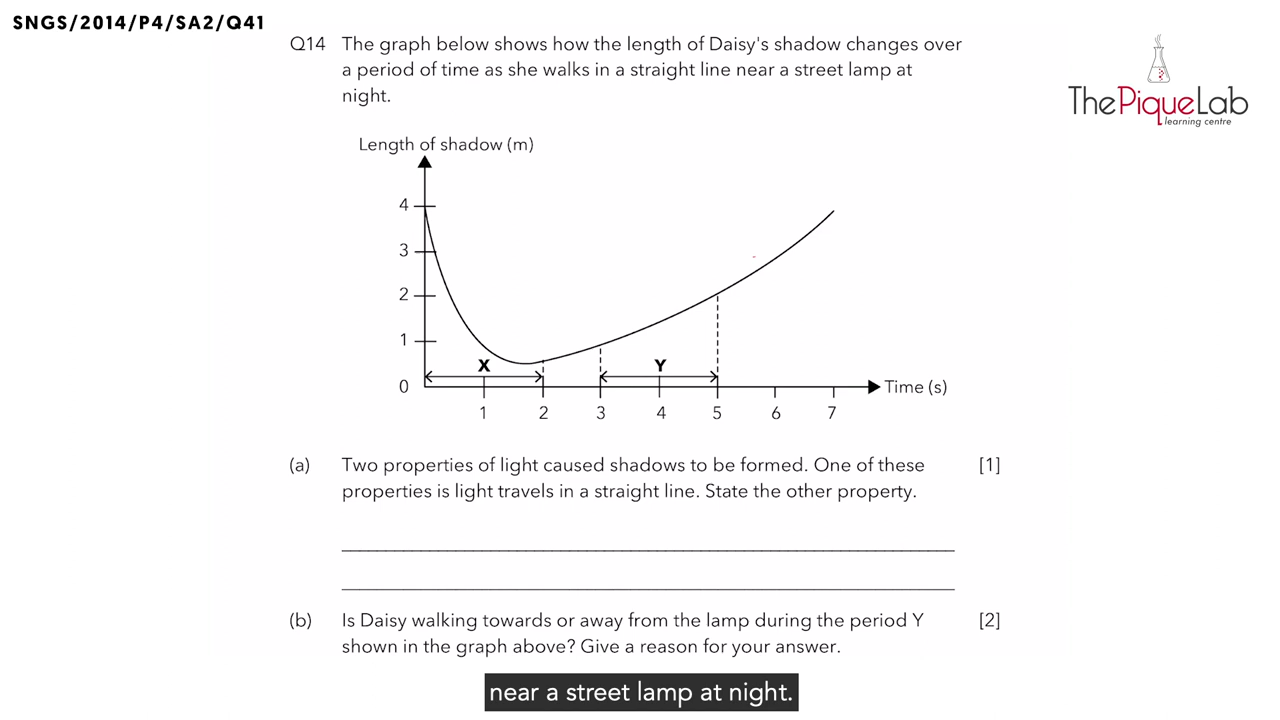 SNGS/2014/P4/SA2/Q41
Q14 The graph below shows how the length of Daisy's shadow changes over
a period of time as she walks in a straight line near a street lamp at
night.
ThePiqueLab
learning centre
Length of shadow (m)
4
3
2
1
0
X
Y
Time (s)
1 2 3 4 5 6 7
(a) Two properties of light caused shadows to be formed. One of these [1]
properties is light travels in a straight line. State the other property.
(b) Is Daisy walking towards or away from the lamp during the period Y [2]
shown in the graph above? Give a reason for your answer.
near a street lamp at night.